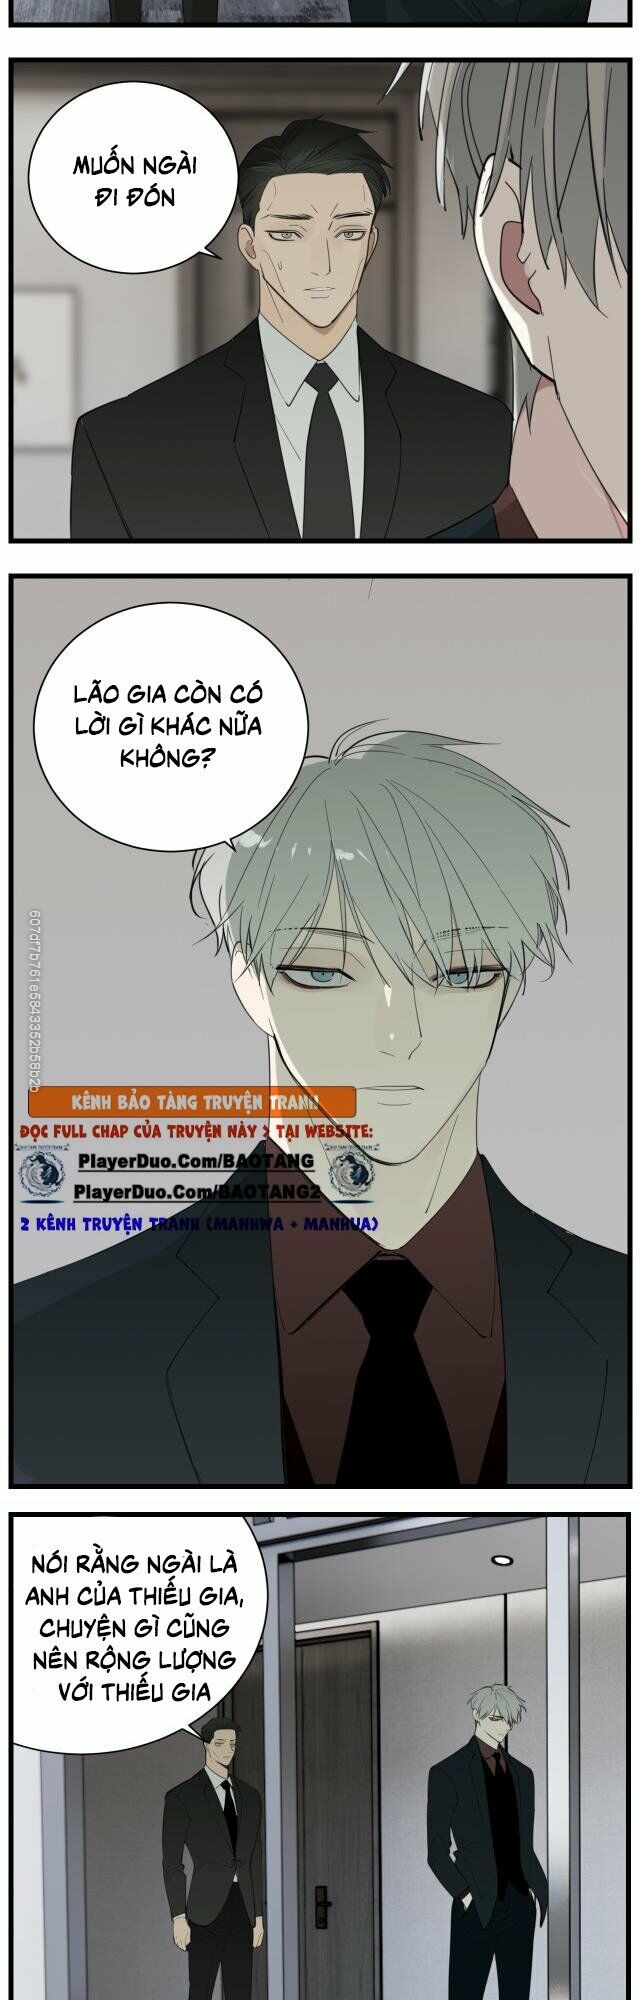 MUỐN NGÀI
ĐI ĐÓN
LÃO GIA CÒN CÓ
LỜI GÌ KHÁC NỮA
KHÔNG?
607df7b761e5843352b58b2b
KÊNH BẢO TÀNG TRUYỆN TRANH
ĐỌC FULL CHAP CỦA TRUYỆN NÀY > TẠI WEBSITE:
PlayerDuo.Com/BAOTANG
PlayerDuo.Com/BAOTANG2
2 KÊNH TRUYỆN TRANH (MANHWA + MANHUA)
NÓI RẰNG NGÀI LÀ
ANH CỦA THIẾU GIA,
CHUYỆN GÌ CŨNG
NÊN RỘNG LƯỢNG
VỚI THIẾU GIA